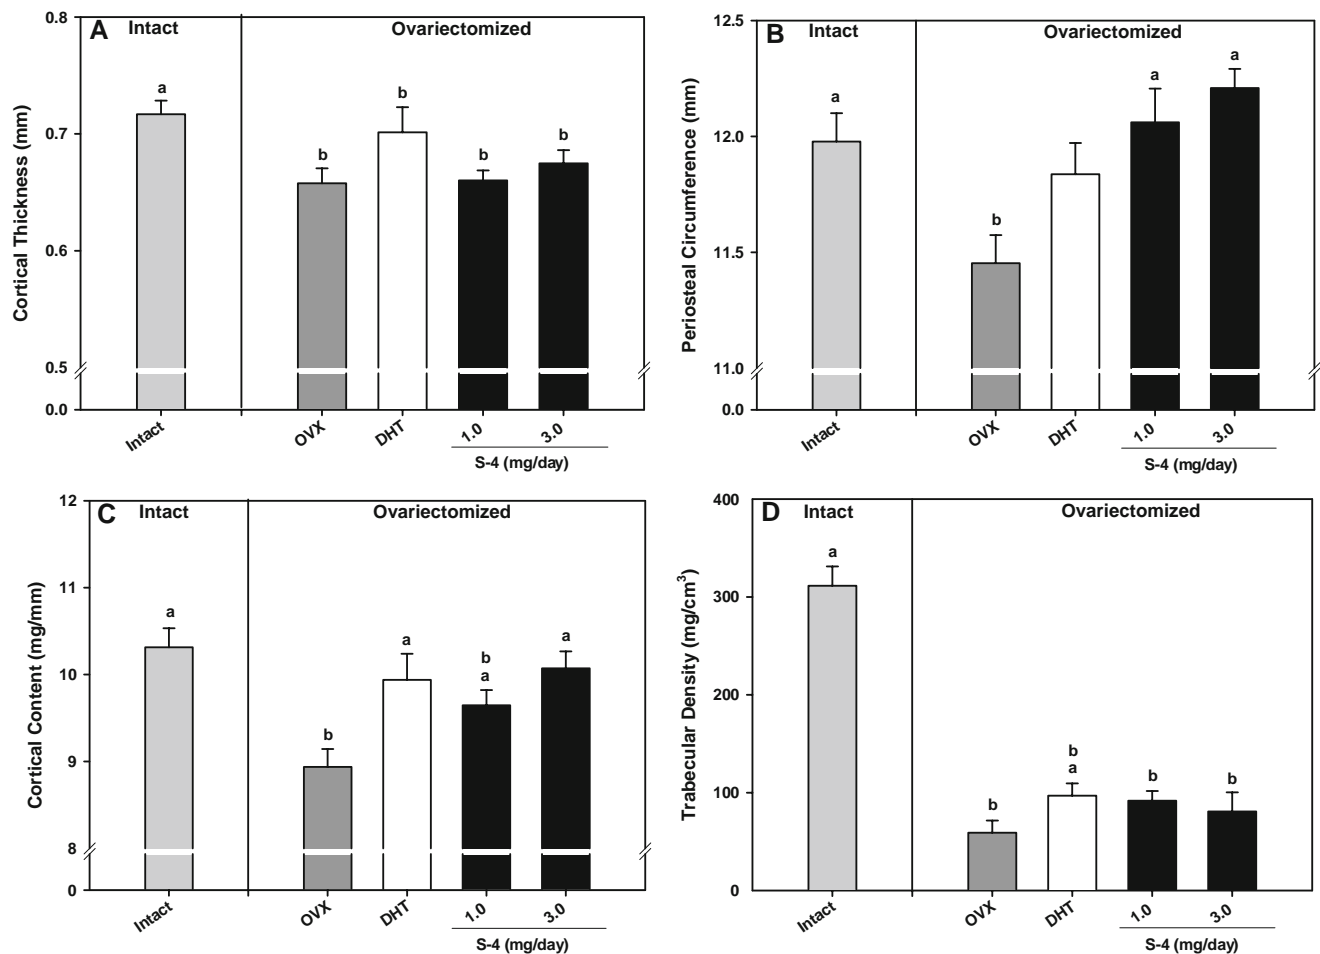 A
Intact
Ovariectomized
Cortical Thickness (mm)
0.8
0.7
0.6
0.5
0.0
a
b
b
b
b
Intact
OVX
DHT
1.0
3.0
S-4 (mg/day)
B
Intact
Ovariectomized
Periosteal Circumference (mm)
12.5
12.0
11.5
11.0
0.0
a
b
a
a
Intact
OVX
DHT
1.0
3.0
S-4 (mg/day)
C
Intact
Ovariectomized
Cortical Content (mg/mm)
12
11
10
9
8
0
a
b
a
b
a
a
Intact
OVX
DHT
1.0
3.0
S-4 (mg/day)
D
Intact
Ovariectomized
Trabecular Density (mg/cm³)
400
300
200
100
0
a
b
b
a
b
b
Intact
OVX
DHT
1.0
3.0
S-4 (mg/day)